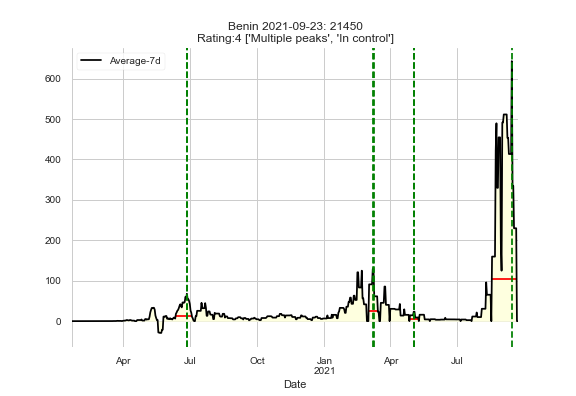 Benin 2021-09-23: 21450
Rating:4 ['Multiple peaks', 'In control']
Average-7d
600
500
400
300
200
100
0
Apr
Jul
Oct
Jan
2021
Apr
Jul
Date